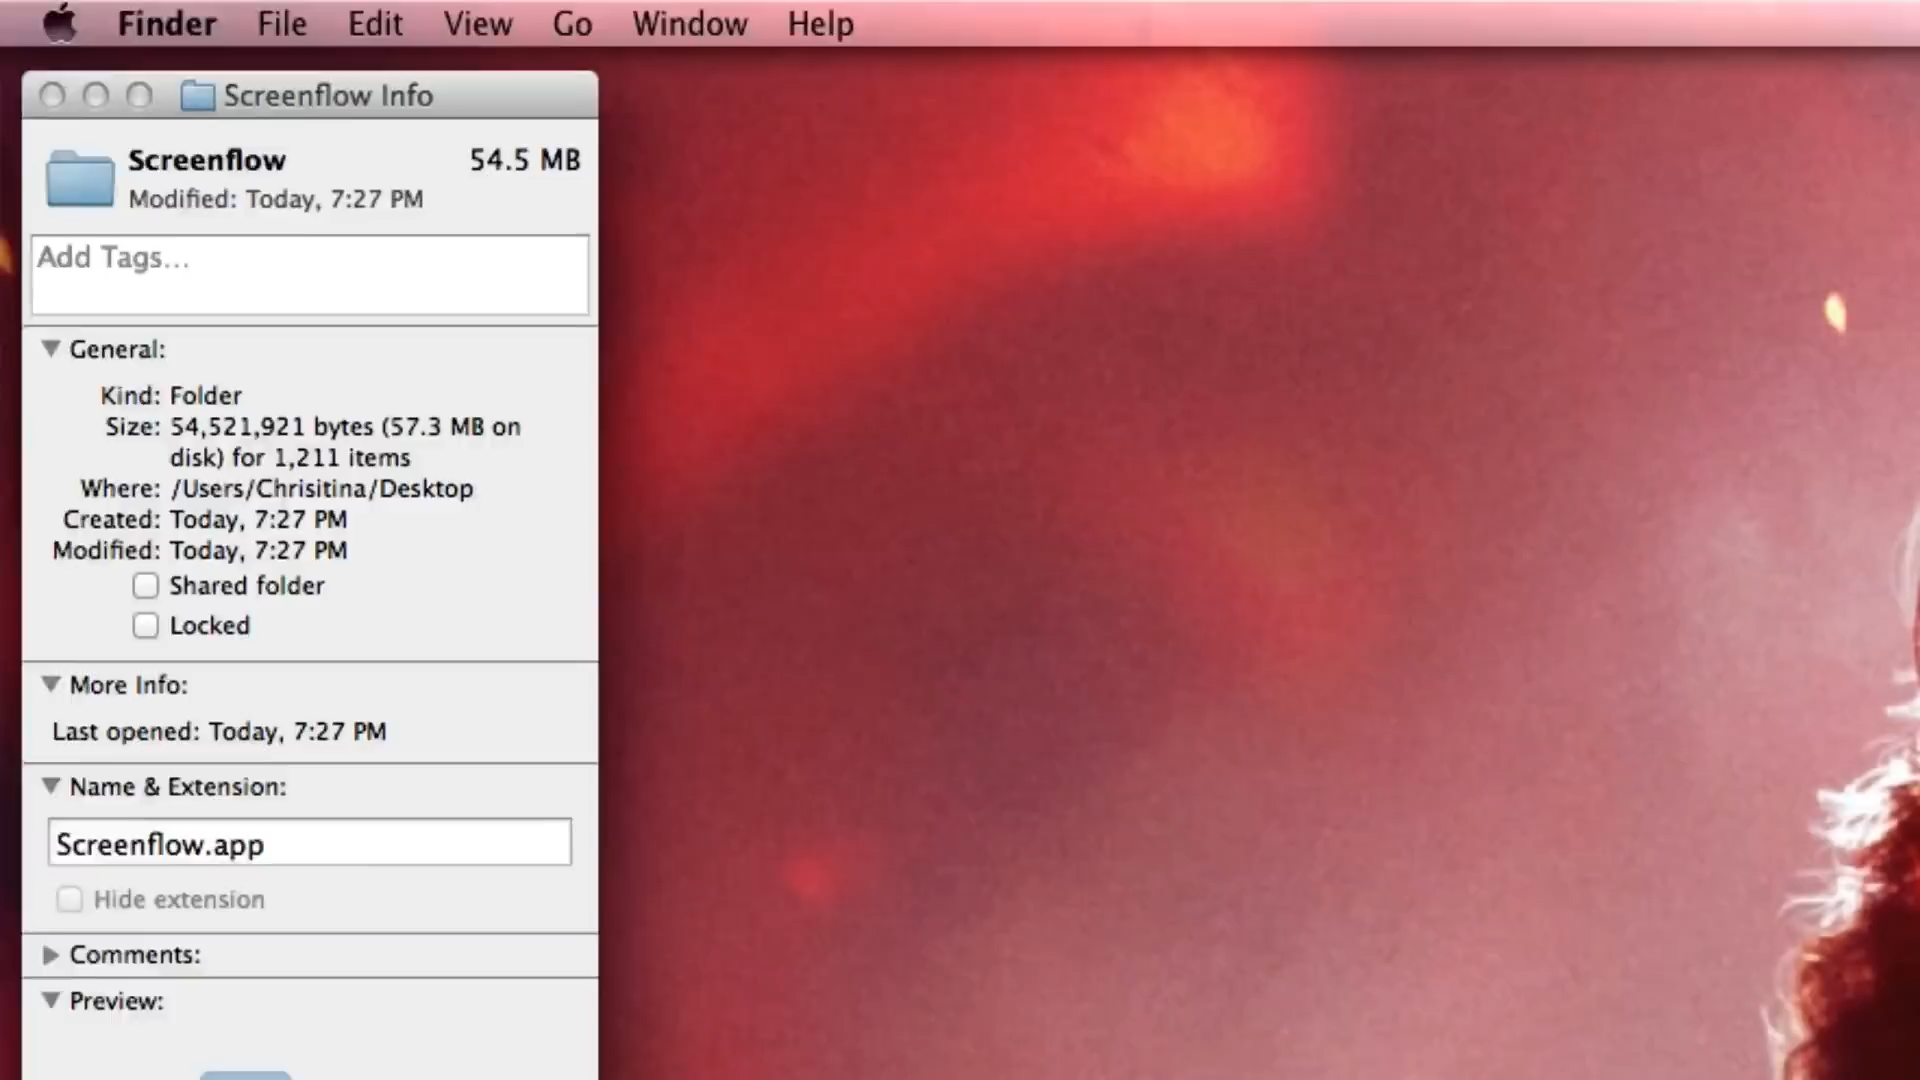 Finder File Edit View Go Window Help
Screenflow Info
Screenflow 54.5 MB
Modified: Today, 7:27 PM
Add Tags...
General:
Kind: Folder
Size: 54,521,921 bytes (57.3 MB on
disk) for 1,211 items
Where: /Users/Chrisitina/Desktop
Created: Today, 7:27 PM
Modified: Today, 7:27 PM
Shared folder
Locked
More Info:
Last opened: Today, 7:27 PM
Name & Extension:
Screenflow.app
Hide extension
Comments:
Preview: